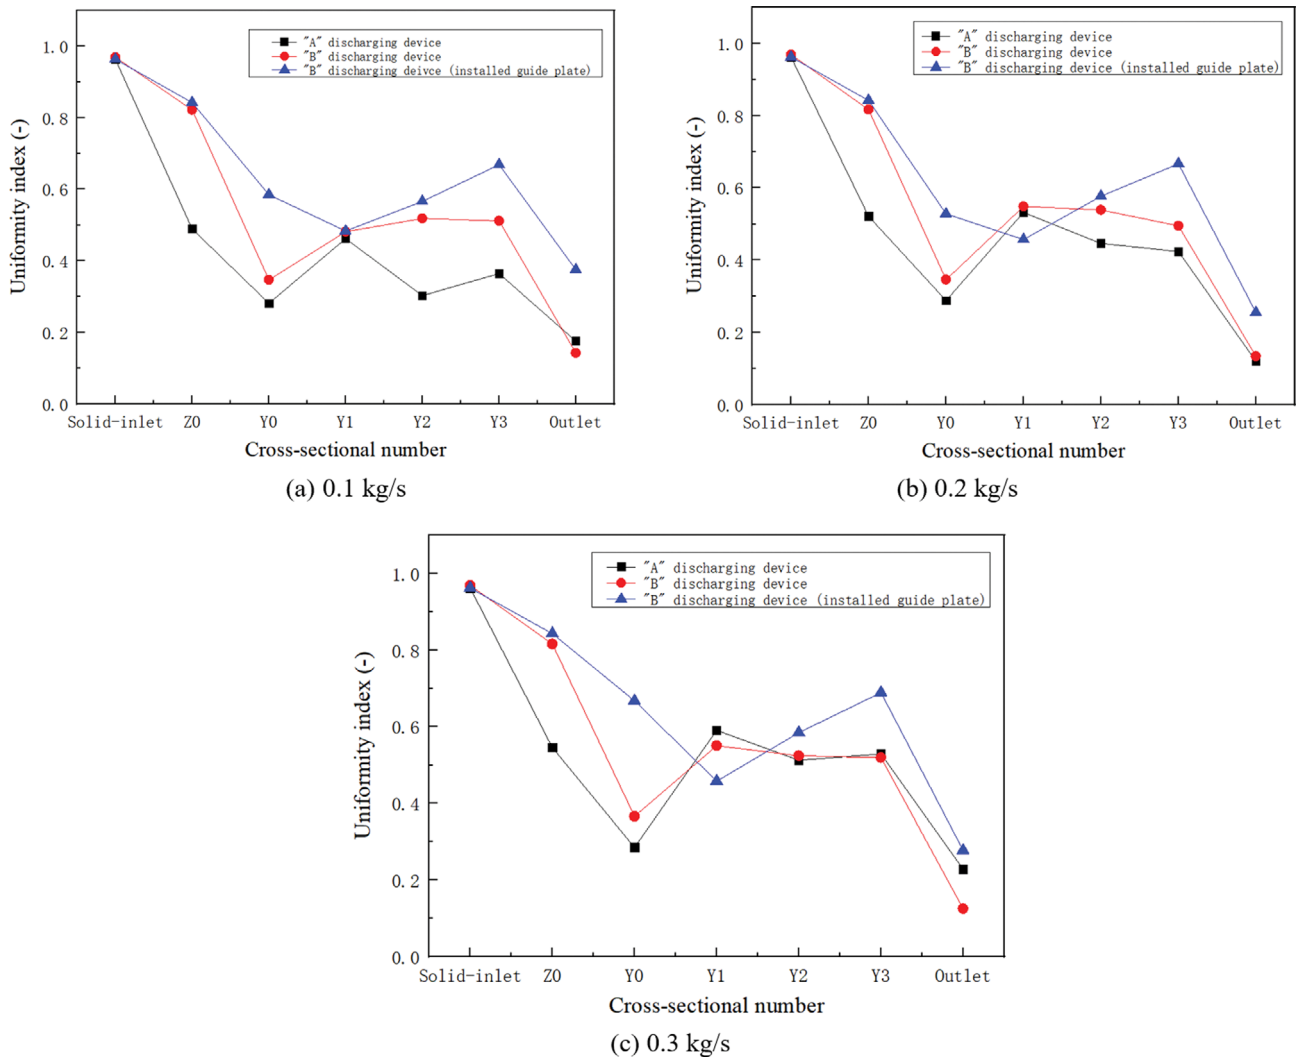 "A" discharging device
"B" discharging device
"B" discharging deivce (installed guide plate)
1.0
0.8
0.6
0.4
0.2
0.0
Uniformity index (-)
Solid-inlet Z0 Y0 Y1 Y2 Y3 Outlet
Cross-sectional number
(a) 0.1 kg/s
"A" discharging device
"B" discharging device
"B" discharging device (installed guide plate)
1.0
0.8
0.6
0.4
0.2
0.0
Uniformity index (-)
Solid-inlet Z0 Y0 Y1 Y2 Y3 Outlet
Cross-sectional number
(b) 0.2 kg/s
"A" discharging device
"B" discharging device
"B" discharging device (installed guide plate)
1.0
0.8
0.6
0.4
0.2
0.0
Uniformity index (-)
Solid-inlet Z0 Y0 Y1 Y2 Y3 Outlet
Cross-sectional number
(c) 0.3 kg/s